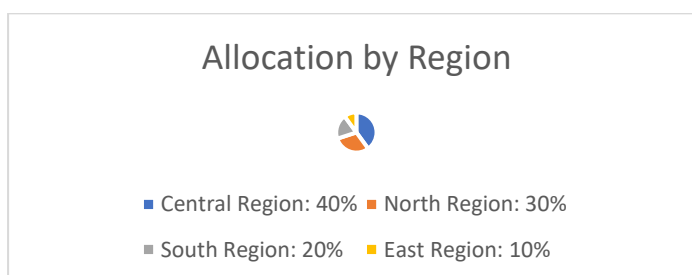 Allocation by Region
Central Region: 40% North Region: 30%
South Region: 20% East Region: 10%